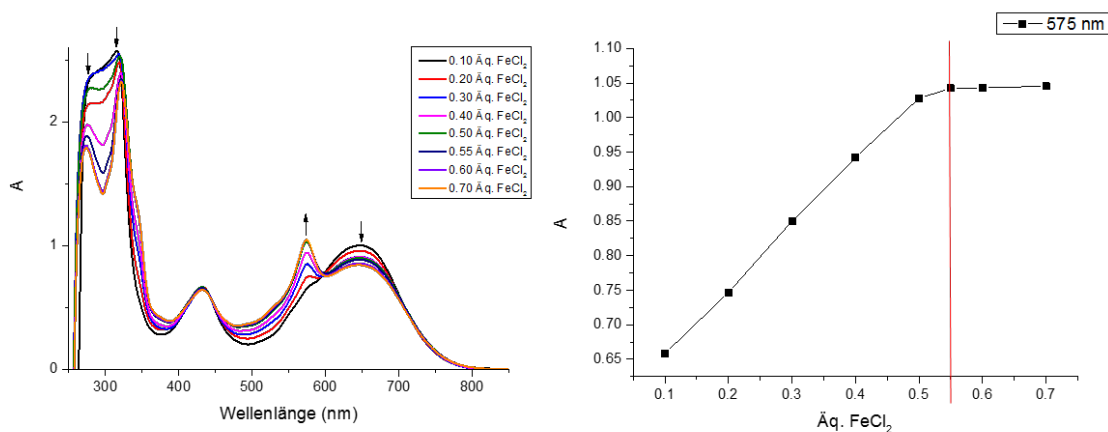 A
2
1
0
300
400
500
600
700
800
Wellenlänge (nm)
0.10 Äq. FeCl₂
0.20 Äq. FeCl₂
0.30 Äq. FeCl₂
0.40 Äq. FeCl₂
0.50 Äq. FeCl₂
0.55 Äq. FeCl₂
0.60 Äq. FeCl₂
0.70 Äq. FeCl₂
575 nm
A
1.10
1.05
1.00
0.95
0.90
0.85
0.80
0.75
0.70
0.65
0.1
0.2
0.3
0.4
0.5
0.6
0.7
Äq. FeCl₂